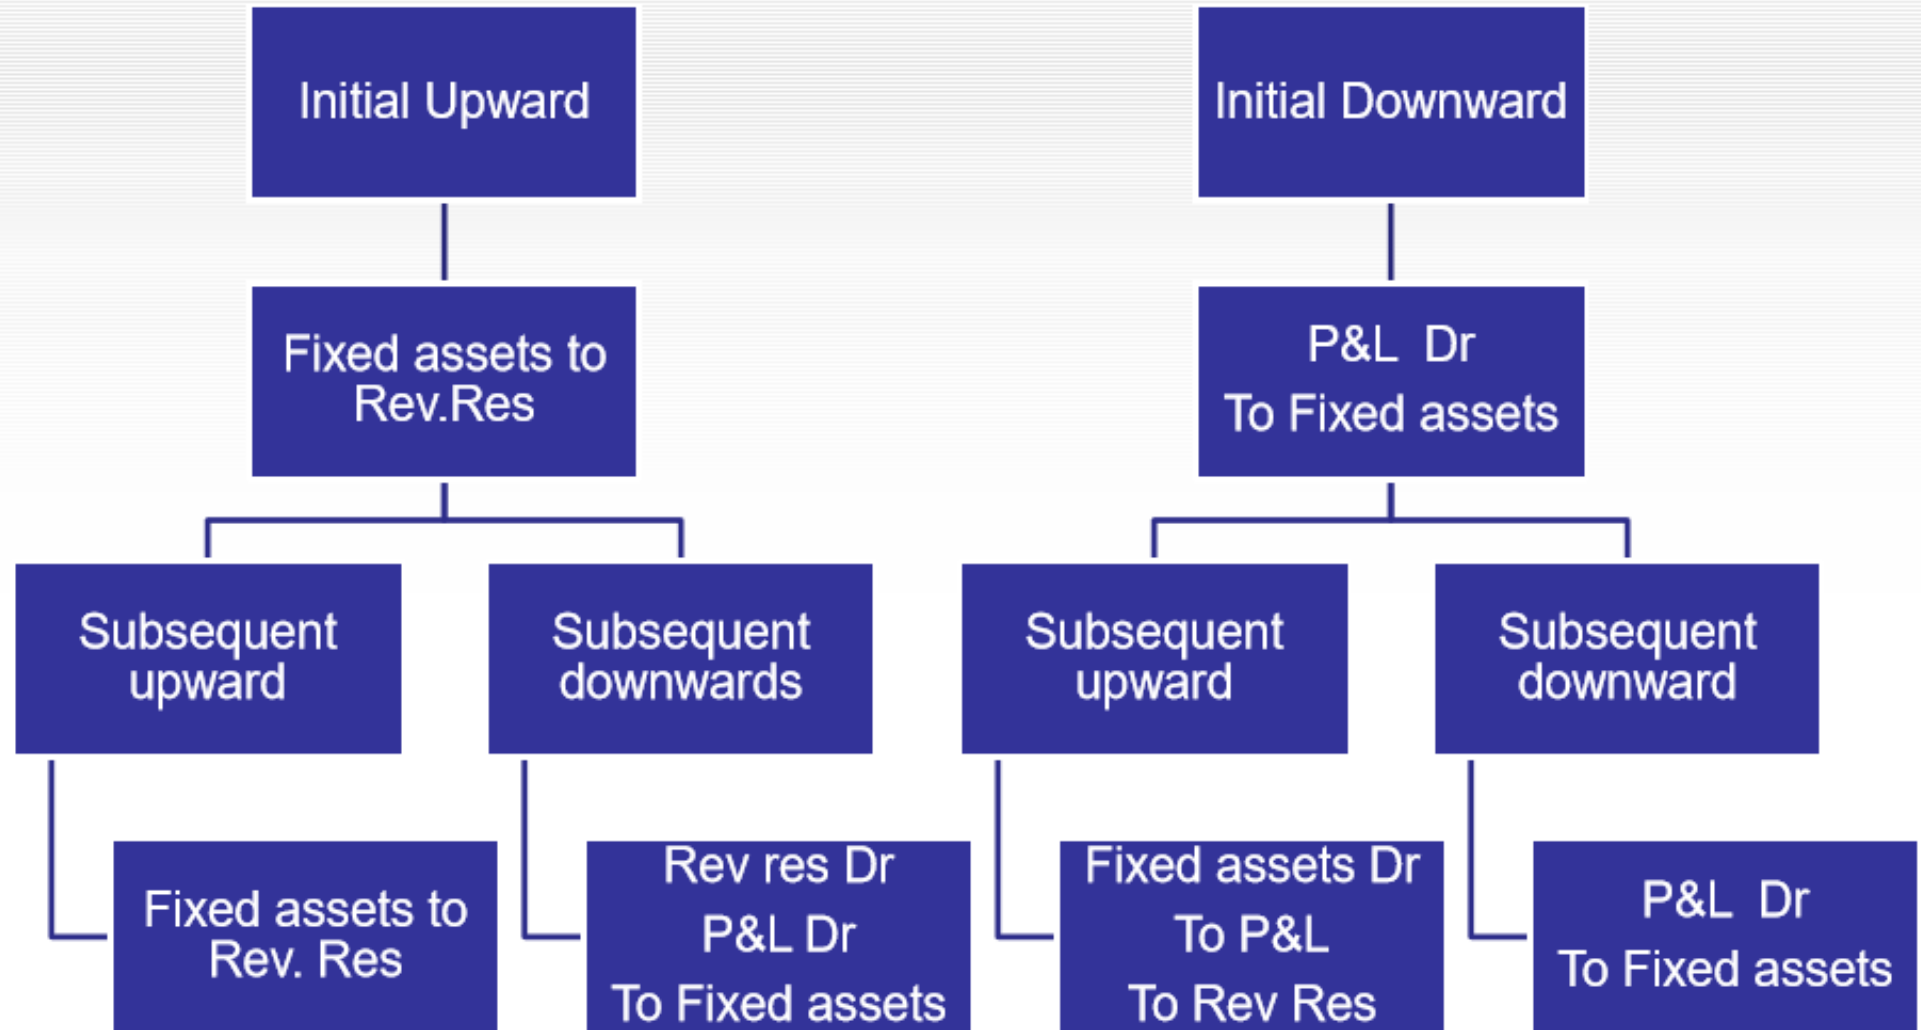 Initial Upward
Initial Downward
Fixed assets to
Rev.Res
P&L Dr
To Fixed assets
Subsequent
upward
Subsequent
downwards
Subsequent
upward
Subsequent
downward
Fixed assets to
Rev. Res
Rev res Dr
P&L Dr
To Fixed assets
Fixed assets Dr
To P&L
To Rev Res
P&L Dr
To Fixed assets